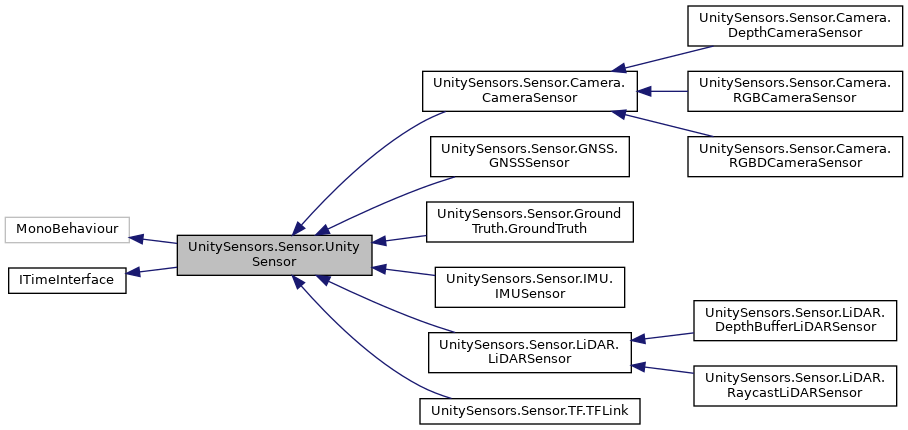 MonoBehaviour
ITimeInterface
UnitySensors.Sensor.Unity
Sensor
UnitySensors.Sensor.Camera.
CameraSensor
UnitySensors.Sensor.GNSS.
GNSSSensor
UnitySensors.Sensor.Ground
Truth.GroundTruth
UnitySensors.Sensor.IMU.
IMUSensor
UnitySensors.Sensor.LiDAR.
LiDARSensor
UnitySensors.Sensor.TF.TFLink
UnitySensors.Sensor.Camera.
DepthCameraSensor
UnitySensors.Sensor.Camera.
RGBCameraSensor
UnitySensors.Sensor.Camera.
RGBDCameraSensor
UnitySensors.Sensor.LiDAR.
DepthBufferLiDARSensor
UnitySensors.Sensor.LiDAR.
RaycastLiDARSensor